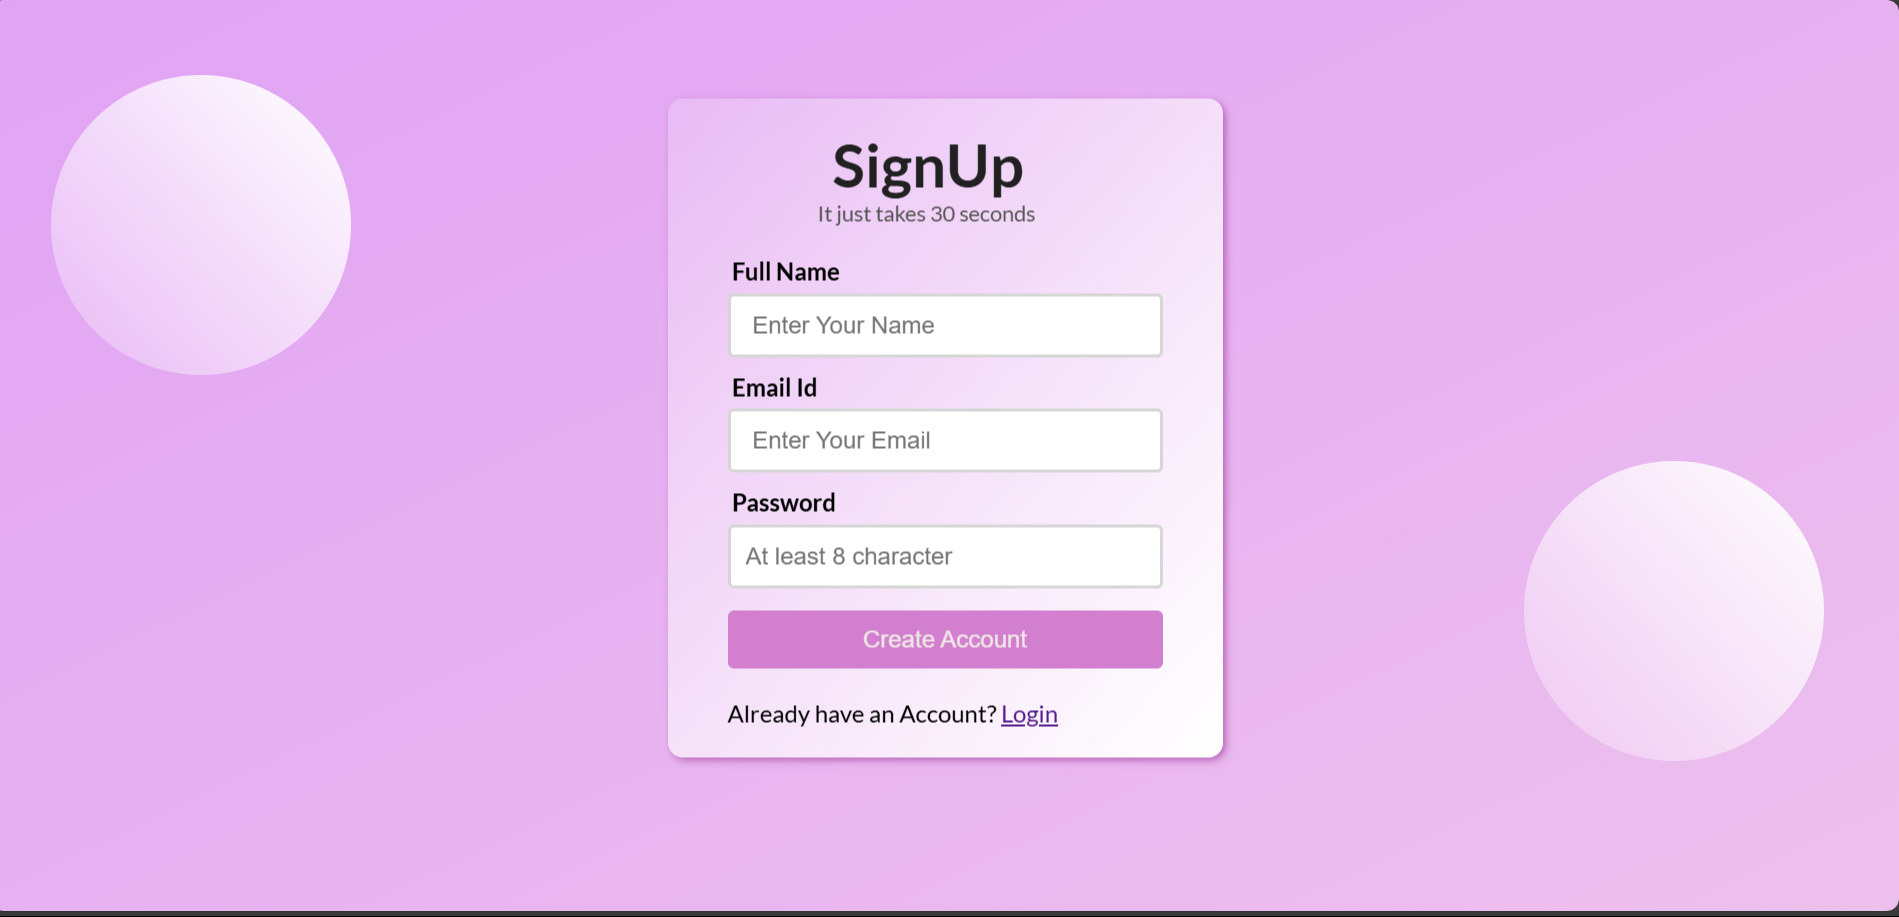 SignUp
It just takes 30 seconds
Full Name
Enter Your Name
Email Id
Enter Your Email
Password
At least 8 character
Create Account
Already have an Account? Login